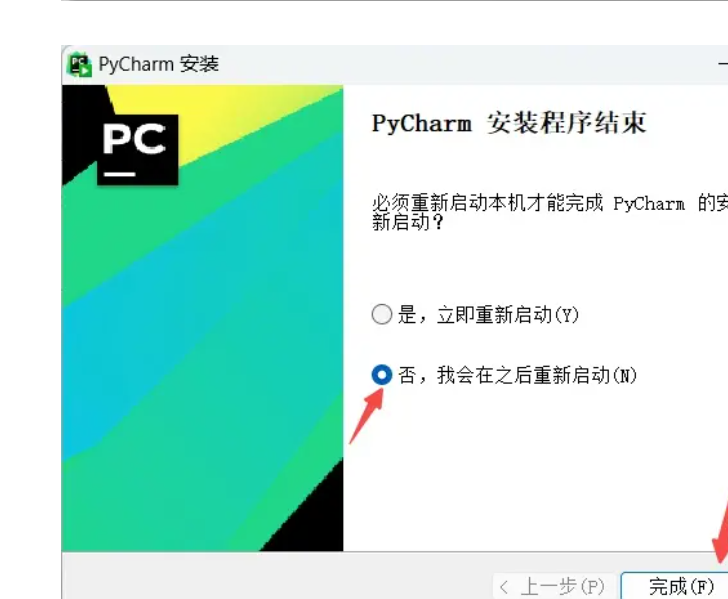 PyCharm 安装
PC
PyCharm 安装程序结束
必须重新启动本机才能完成 PyCharm 的安
新启动?
是，立即重新启动(Y)
否，我会在之后重新启动(N)
< 上一步(P)
完成(F)